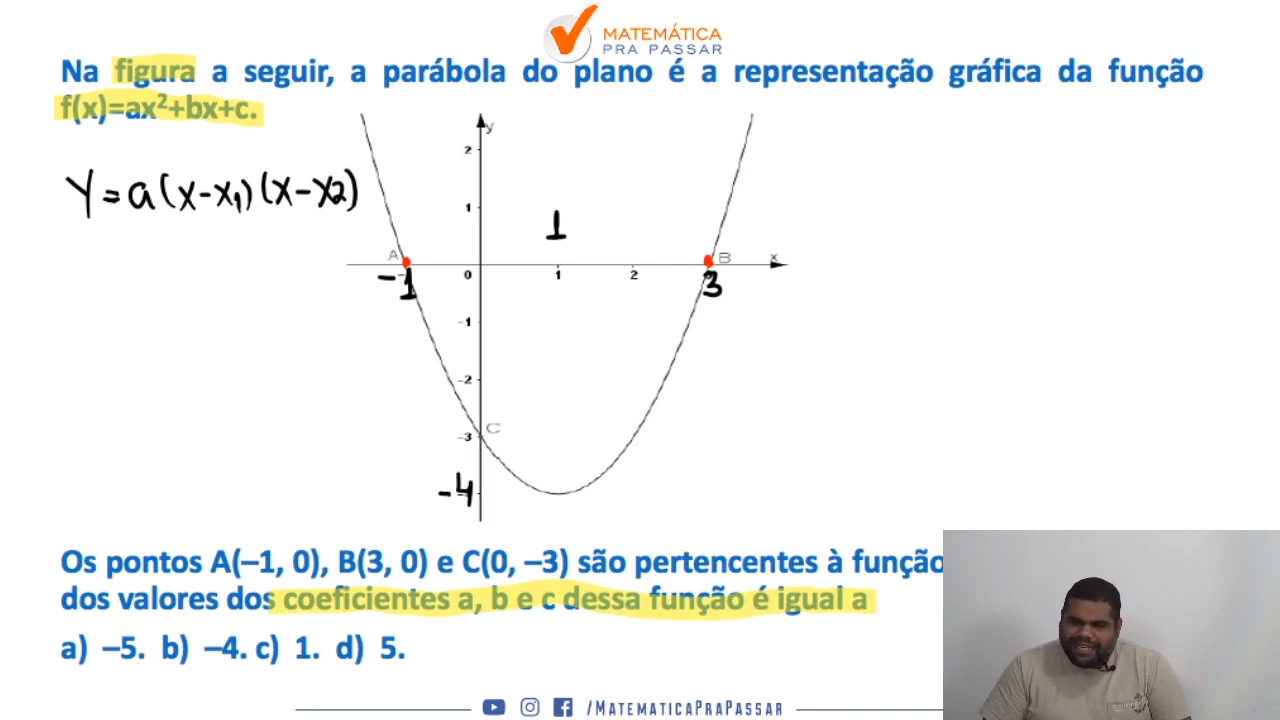 MATEMÁTICA
PRA PASSAR
Na figura a seguir, a parábola do plano é a representação gráfica da função
f(x)=ax²+bx+c.
Y = a(x-x₁)(x-x2)
y
2
1
1
A
B
x
-1
0
1
2
3
-1
-2
-3
C
-4
Os pontos A(–1, 0), B(3, 0) e C(0, –3) são pertencentes à função
dos valores dos coeficientes a, b e c dessa função é igual a
a) –5. b) –4. c) 1. d) 5.
/MATEMATICAPRAPASSAR